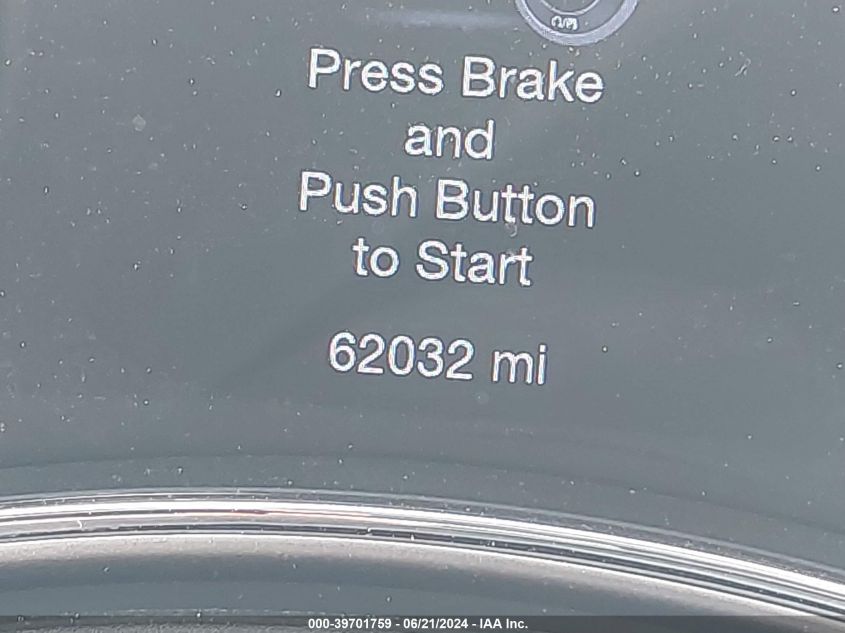 Press Brake
and
Push Button
to Start
62032 mi
000-39701759 - 06/21/2024 - IAA Inc.